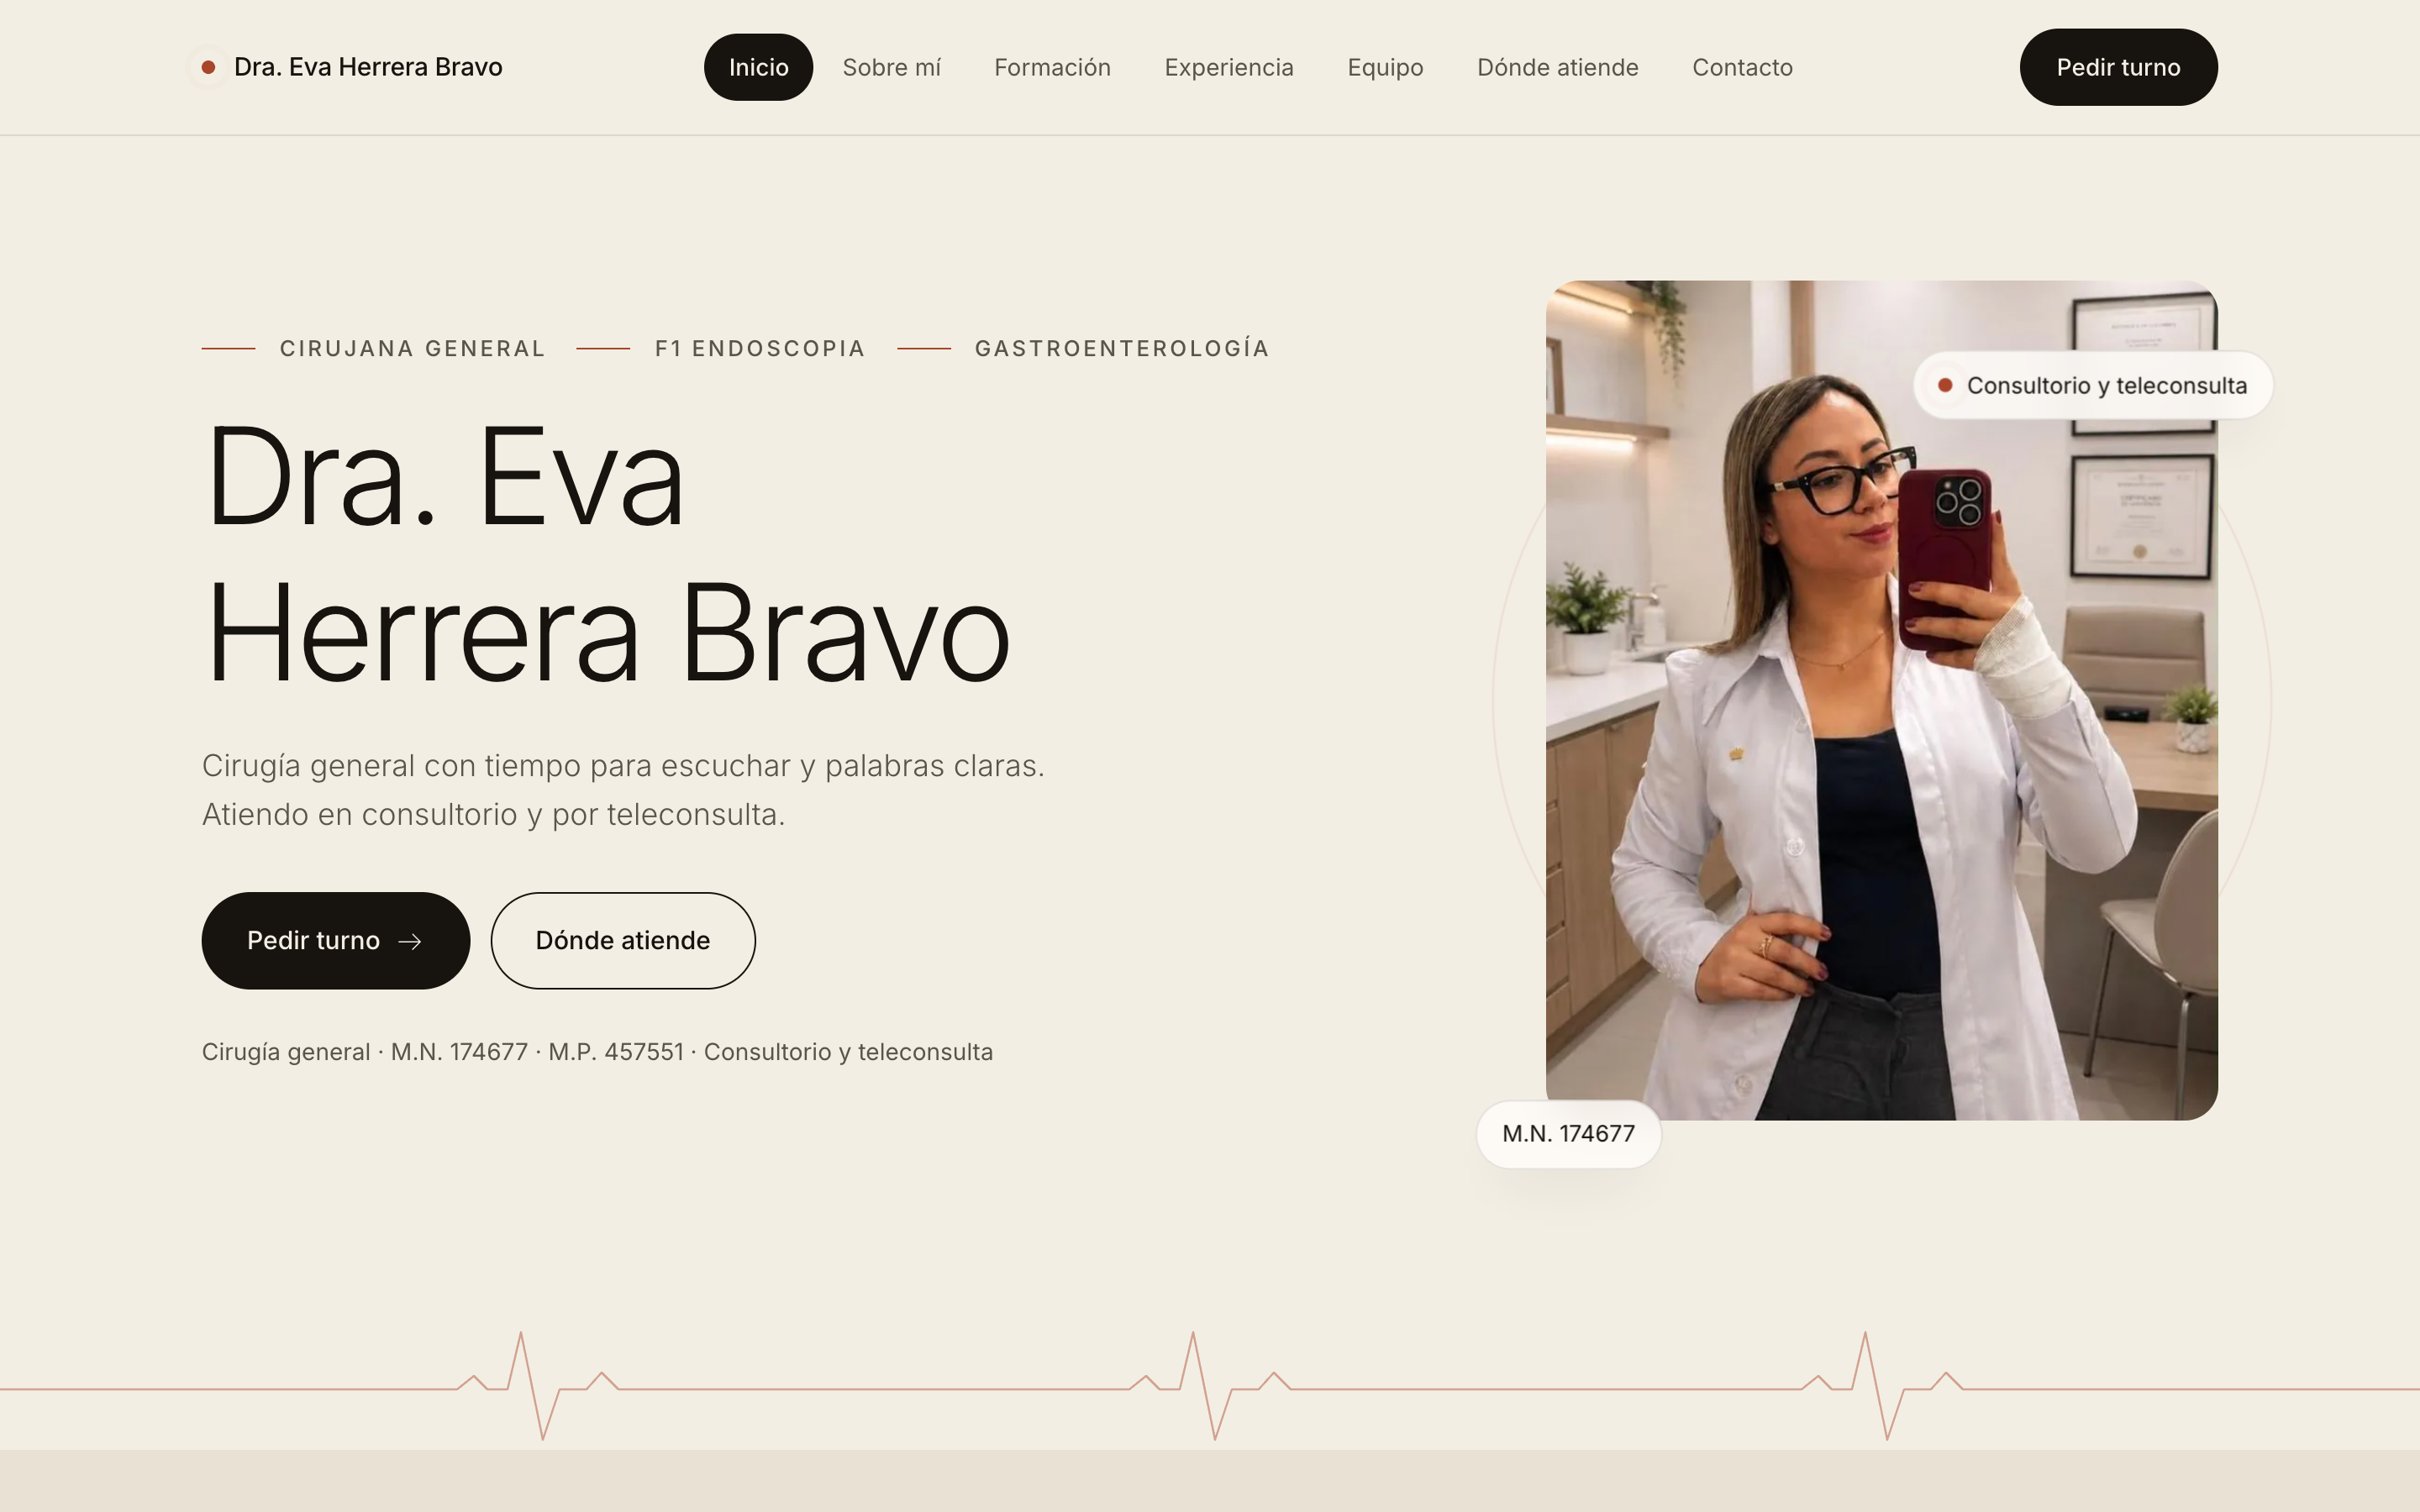 Dra. Eva Herrera Bravo
Inicio
Sobre mí
Formación
Experiencia
Equipo
Dónde atiende
Contacto
Pedir turno
CIRUJANA GENERAL
F1 ENDOSCOPIA
GASTROENTEROLOGÍA
Dra. Eva
Herrera Bravo
Cirugía general con tiempo para escuchar y palabras claras.
Atiendo en consultorio y por teleconsulta.
Pedir turno →
Dónde atiende
Cirugía general · M.N. 174677 · M.P. 457551 · Consultorio y teleconsulta
Consultorio y teleconsulta
M.N. 174677